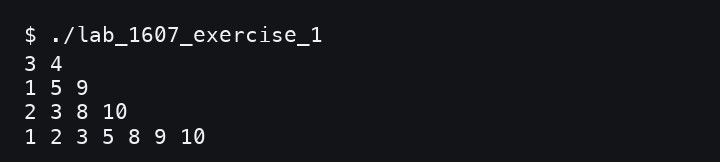 $ ./lab_1607_exercise_1
3 4
1 5 9
2 3 8 10
1 2 3 5 8 9 10